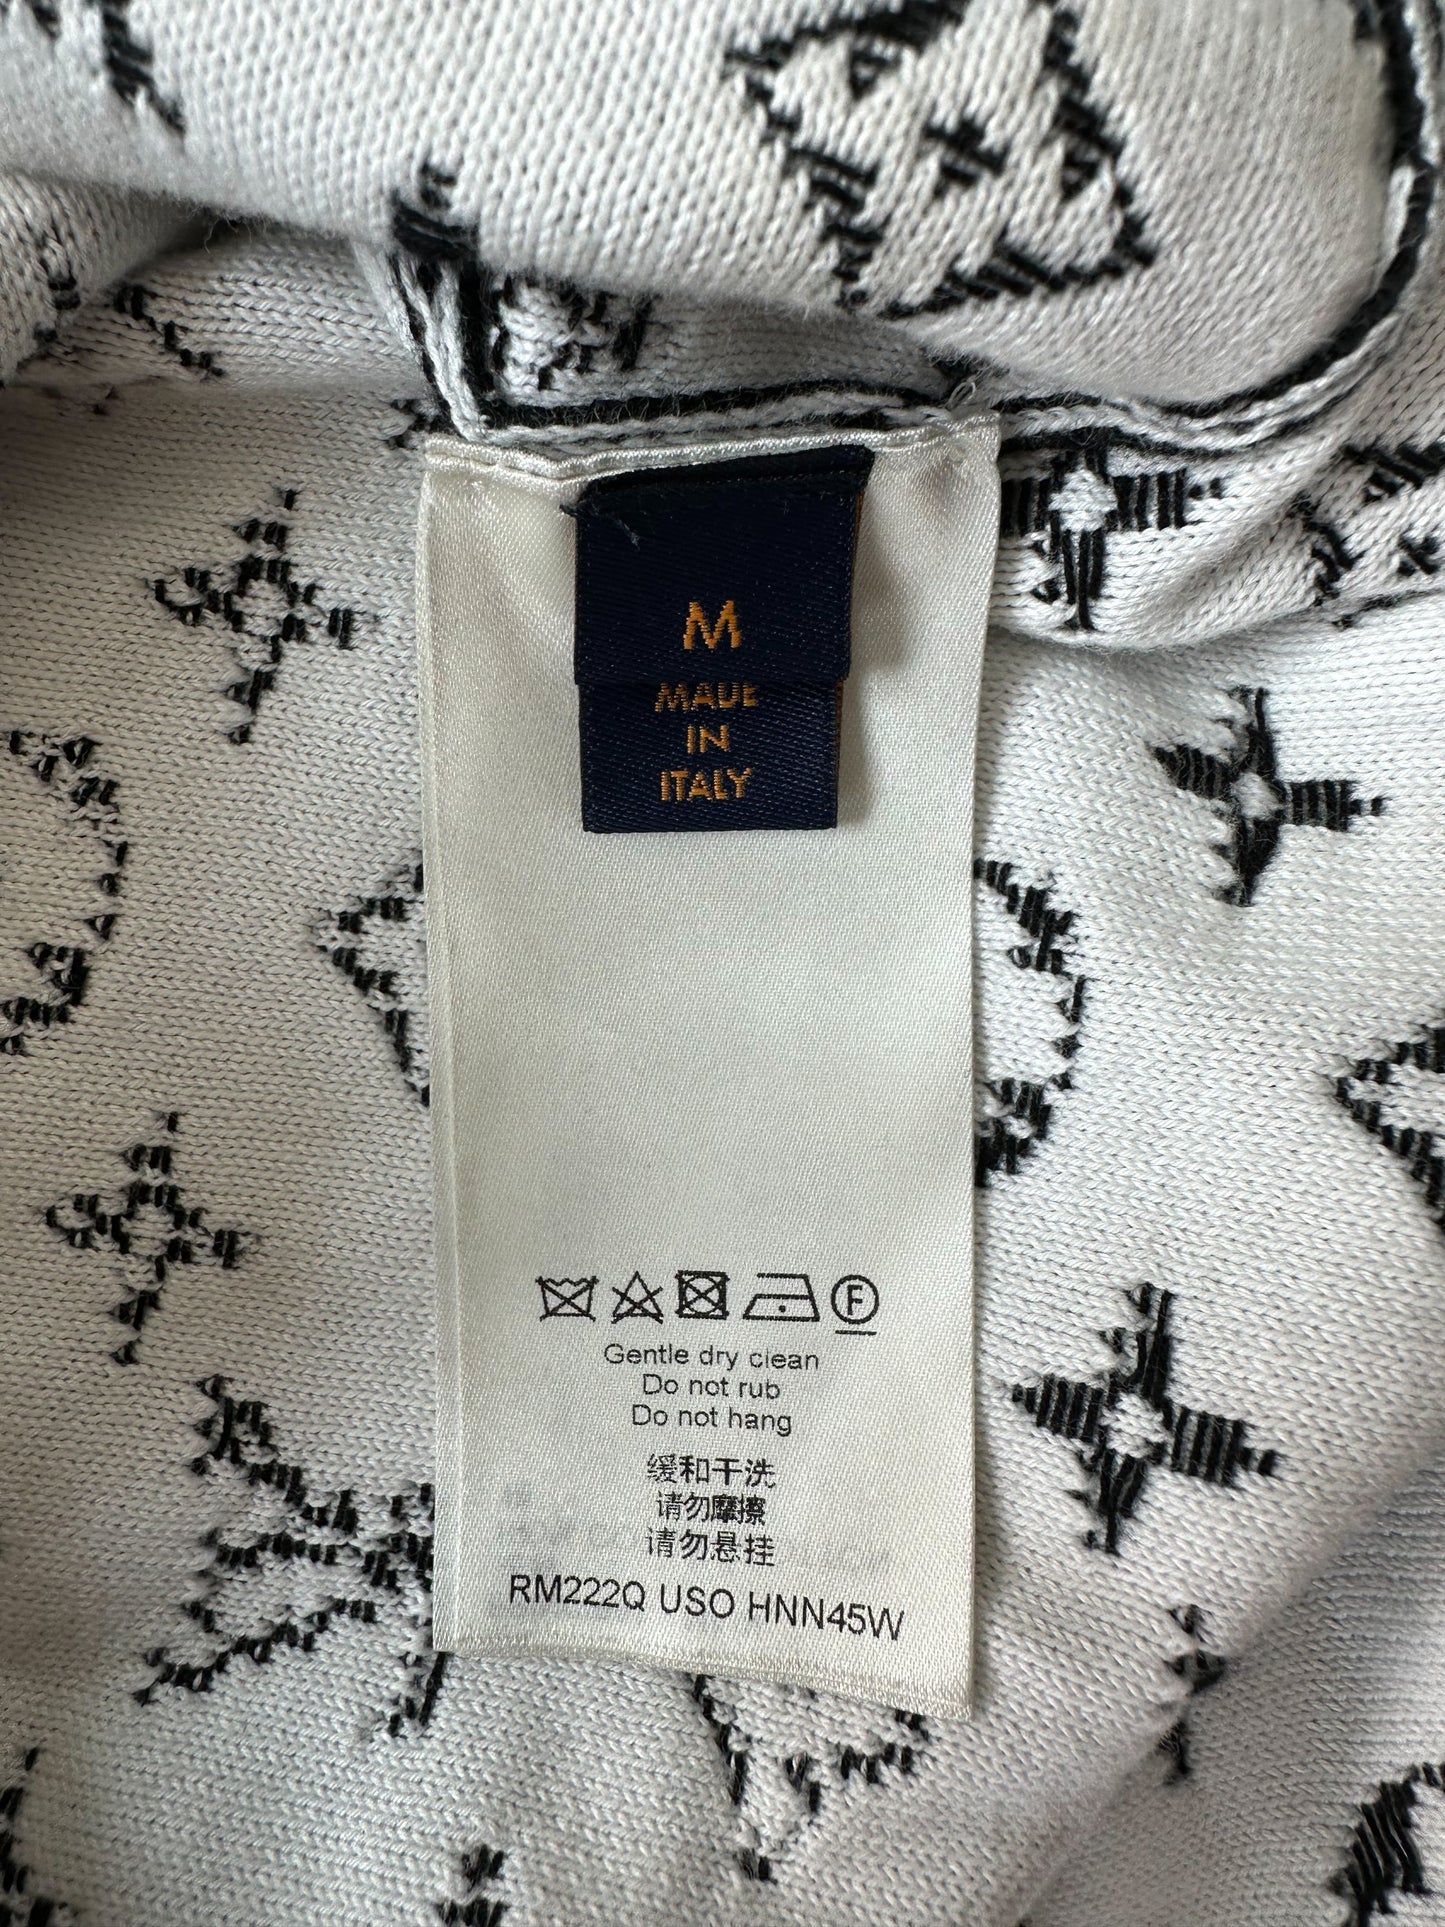 M
MADE
IN
ITALY
F
Gentle dry clean
Do not rub
Do not hang
缓和干洗
请勿摩擦
请勿悬挂
RM222Q USO HNN45W